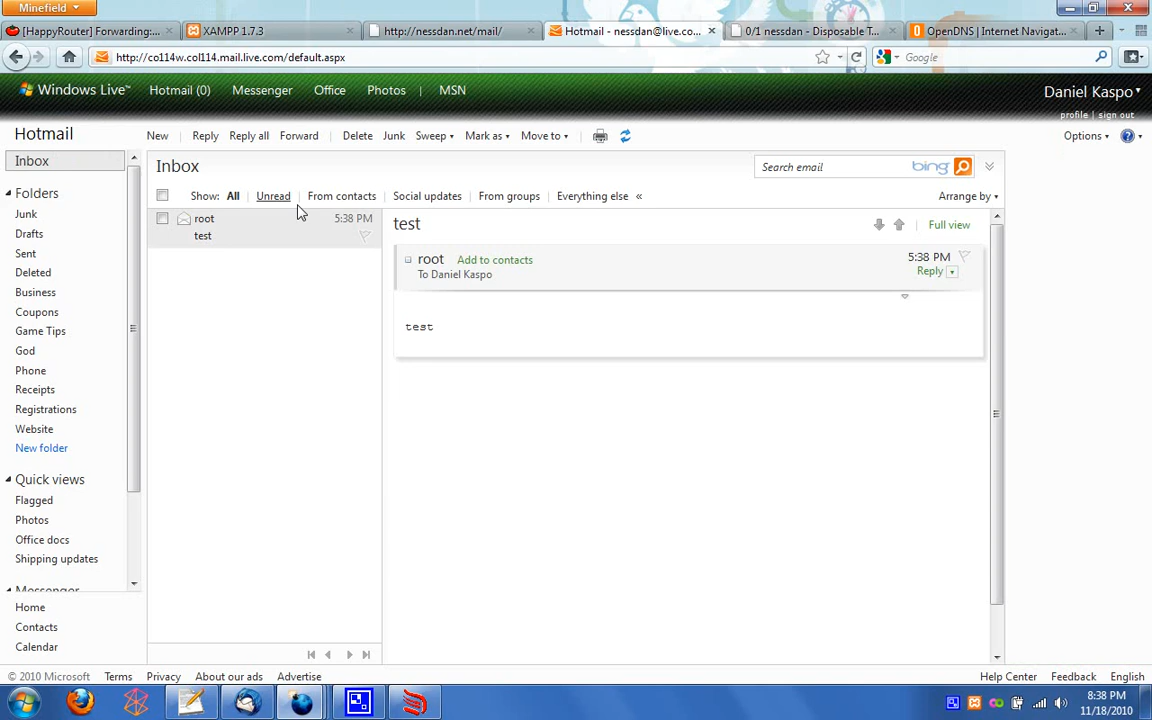 Minefield
[HappyRouter] Forwarding:...
XAMPP 1.7.3
http://nessdan.net/mail/
Hotmail - nessdan@live.co...
0/1 nessdan - Disposable T...
OpenDNS | Internet Navigat...
http://co114w.col114.mail.live.com/default.aspx
Google
Windows Live™
Hotmail (0)
Messenger
Office
Photos
MSN
Daniel Kaspo
profile | sign out
Hotmail
New
Reply
Reply all
Forward
Delete
Junk
Sweep
Mark as
Move to
Options
Inbox
Inbox
Search email
bing
Show: All
Unread
From contacts
Social updates
From groups
Everything else «
Arrange by
Folders
Junk
Drafts
Sent
Deleted
Business
Coupons
Game Tips
God
Phone
Receipts
Registrations
Website
New folder
Quick views
Flagged
Photos
Office docs
Shipping updates
Messenger
Home
Contacts
Calendar
root
5:38 PM
test
test
Full view
root
Add to contacts
5:38 PM
To Daniel Kaspo
Reply
test
© 2010 Microsoft
Terms
Privacy
About our ads
Advertise
Help Center
Feedback
English
8:38 PM
11/18/2010